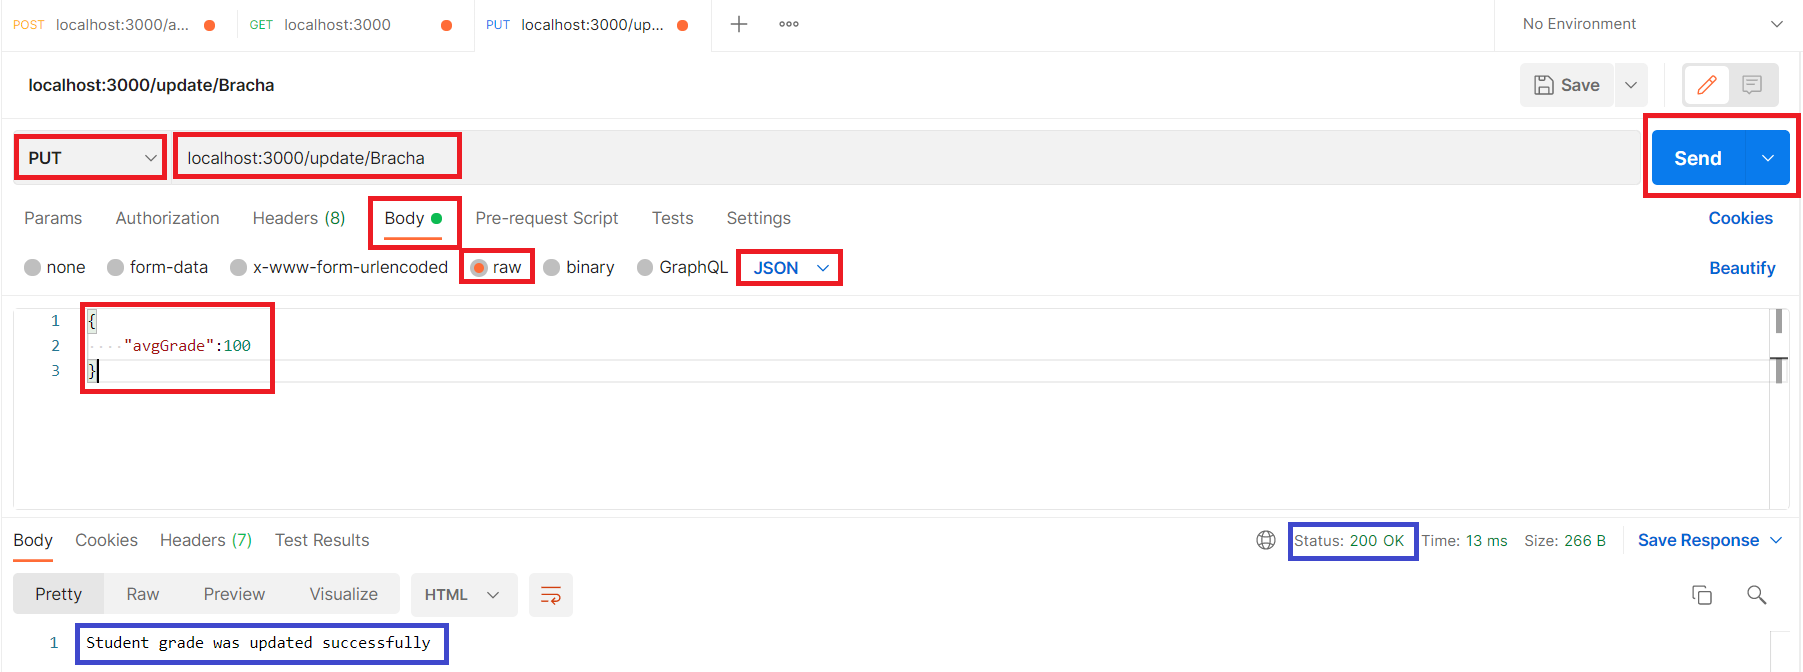 POST localhost:3000/a... GET localhost:3000 PUT localhost:3000/up... No Environment
localhost:3000/update/Bracha Save
PUT localhost:3000/update/Bracha Send
Params Authorization Headers (8) Body Pre-request Script Tests Settings Cookies
none form-data x-www-form-urlencoded raw binary GraphQL JSON Beautify
1 {
2 "avgGrade":100
3 }
Body Cookies Headers (7) Test Results Status: 200 OK Time: 13 ms Size: 266 B Save Response
Pretty Raw Preview Visualize HTML
1 Student grade was updated successfully